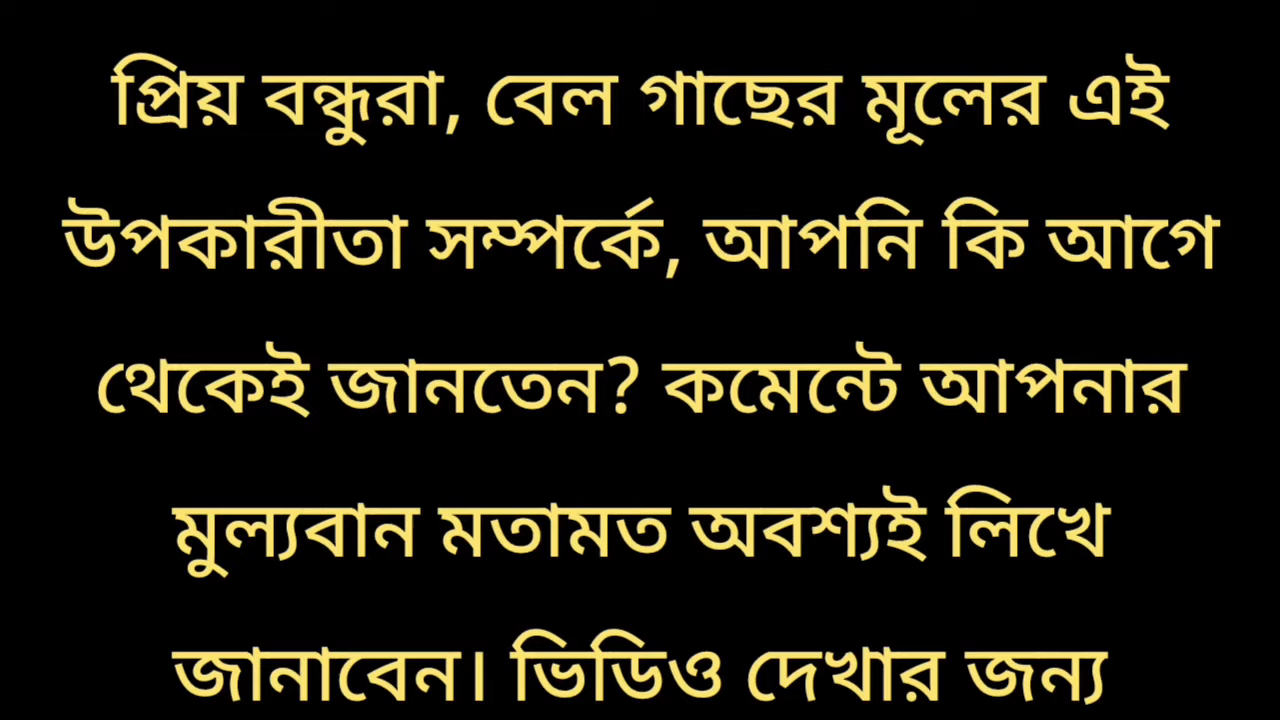 প্রিয় বন্ধুরা, বেল গাছের মূলের এই
উপকারীতা সম্পর্কে, আপনি কি আগে
থেকেই জানতেন? কমেন্টে আপনার
মুল্যবান মতামত অবশ্যই লিখে
জানাবেন। ভিডিও দেখার জন্য